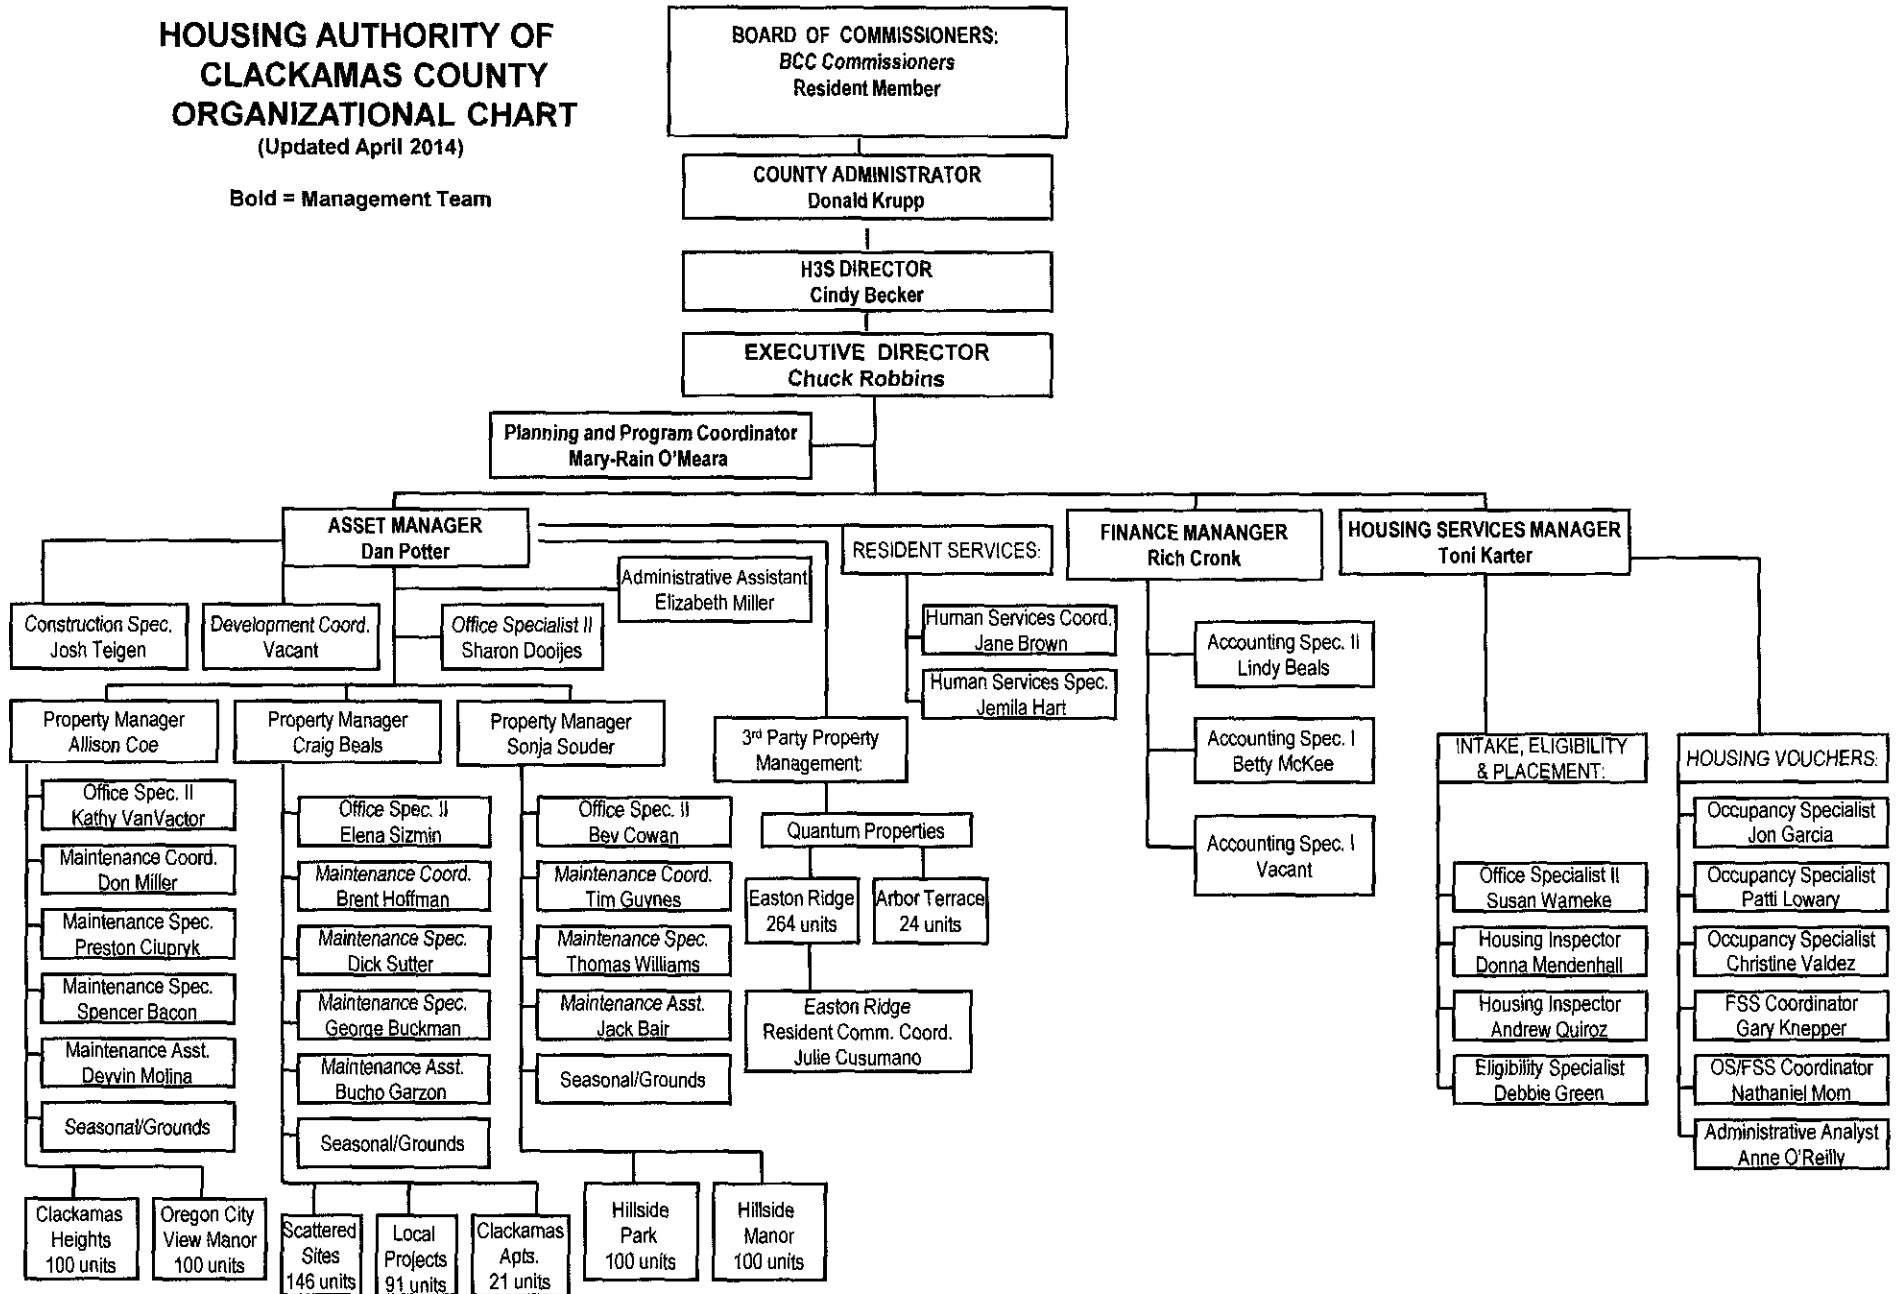 HOUSING AUTHORITY OF
CLACKAMAS COUNTY
ORGANIZATIONAL CHART
(Updated April 2014)
Bold = Management Team
BOARD OF COMMISSIONERS:
BCC Commissioners
Resident Member
COUNTY ADMINISTRATOR
Donald Krupp
H3S DIRECTOR
Cindy Becker
EXECUTIVE DIRECTOR
Chuck Robbins
Planning and Program Coordinator
Mary-Rain O'Meara
ASSET MANAGER
Dan Potter
RESIDENT SERVICES:
FINANCE MANANGER
Rich Cronk
HOUSING SERVICES MANAGER
Toni Karter
Administrative Assistant
Elizabeth Miller
Construction Spec.
Josh Teigen
Development Coord.
Vacant
Office Specialist II
Sharon Dooijes
Human Services Coord.
Jane Brown
Human Services Spec.
Jemila Hart
Accounting Spec. II
Lindy Beals
Accounting Spec. I
Betty McKee
Accounting Spec. I
Vacant
Property Manager
Allison Coe
Office Spec. II
Kathy VanVactor
Maintenance Coord.
Don Miller
Maintenance Spec.
Preston Ciupryk
Maintenance Spec.
Spencer Bacon
Maintenance Asst.
Deyvin Molina
Seasonal/Grounds
Clackamas
Heights
100 units
Oregon City
View Manor
100 units
Property Manager
Craig Beals
Office Spec. II
Elena Sizmin
Maintenance Coord.
Brent Hoffman
Maintenance Spec.
Dick Sutter
Maintenance Spec.
George Buckman
Maintenance Asst.
Bucho Garzon
Seasonal/Grounds
Scattered
Sites
146 units
Local
Projects
91 units
Clackamas
Apts.
21 units
Property Manager
Sonja Souder
Office Spec. II
Bev Cowan
Maintenance Coord.
Tim Guynes
Maintenance Spec.
Thomas Williams
Maintenance Asst.
Jack Bair
Seasonal/Grounds
Hillside
Park
100 units
Hillside
Manor
100 units
3rd Party Property
Management:
Quantum Properties
Easton Ridge
264 units
Arbor Terrace
24 units
Easton Ridge
Resident Comm. Coord.
Julie Cusumano
INTAKE, ELIGIBILITY
& PLACEMENT:
Office Specialist II
Susan Warneke
Housing Inspector
Donna Mendenhall
Housing Inspector
Andrew Quiroz
Eligibility Specialist
Debbie Green
HOUSING VOUCHERS:
Occupancy Specialist
Jon Garcia
Occupancy Specialist
Patti Lowary
Occupancy Specialist
Christine Valdez
FSS Coordinator
Gary Knepper
OS/FSS Coordinator
Nathaniel Mom
Administrative Analyst
Anne O'Reilly